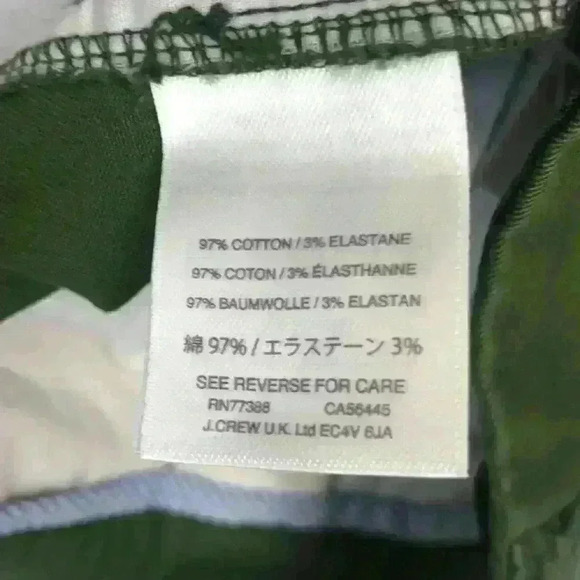 97% COTTON / 3% ELASTANE
97% COTON / 3% ÉLASTHANNE
97% BAUMWOLLE / 3% ELASTAN
綿 97% / エラステーン 3%
SEE REVERSE FOR CARE
RN77388 CA56445
J.CREW U.K. Ltd EC4V 6JA